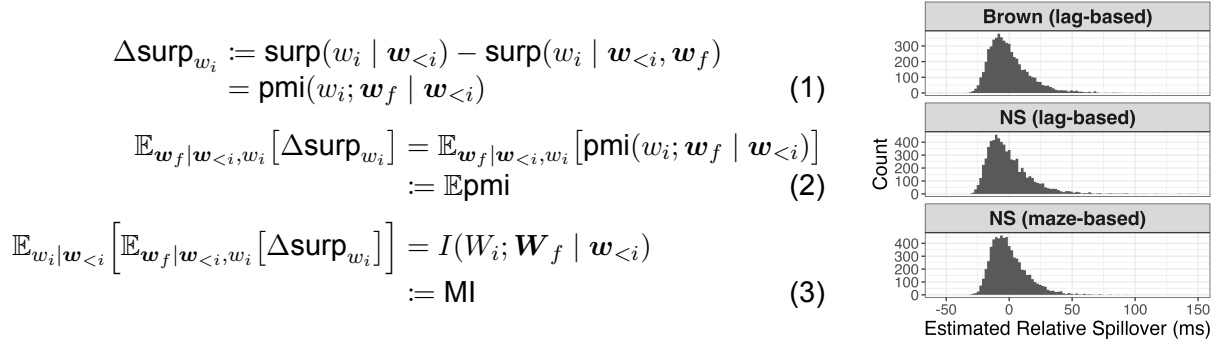 Δsurp_{w_i} := surp(w_i | w_{<i}) − surp(w_i | w_{<i}, w_f)
= pmi(w_i; w_f | w_{<i}) (1)
𝔼_{w_f|w_{<i},w_i}[Δsurp_{w_i}] = 𝔼_{w_f|w_{<i},w_i}[pmi(w_i; w_f | w_{<i})]
:= 𝔼pmi (2)
𝔼_{w_i|w_{<i}}[𝔼_{w_f|w_{<i},w_i}[Δsurp_{w_i}]] = I(W_i; W_f | w_{<i})
:= MI (3)
Brown (lag-based)
300
200
100
0
NS (lag-based)
400
300
200
100
0
NS (maze-based)
400
300
200
100
0
Count
-50 0 50 100 150
Estimated Relative Spillover (ms)